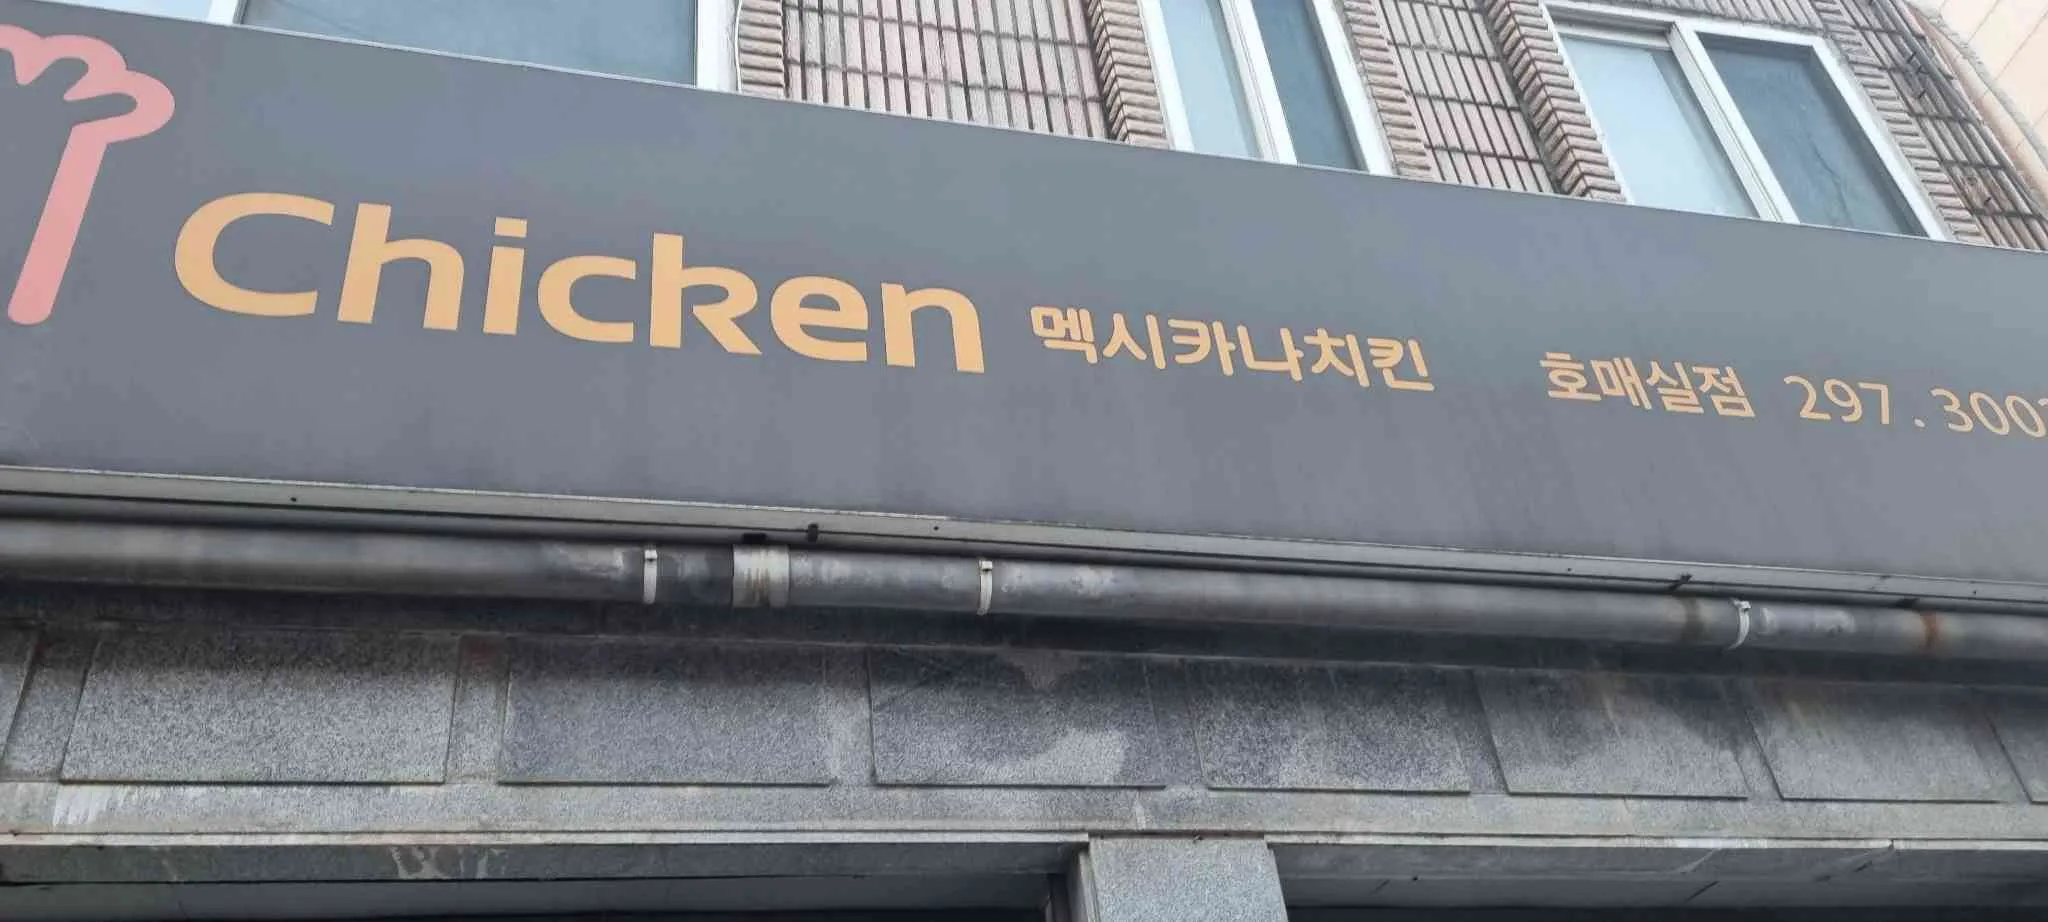 Chicken 멕시카나치킨 호매실점 297.300